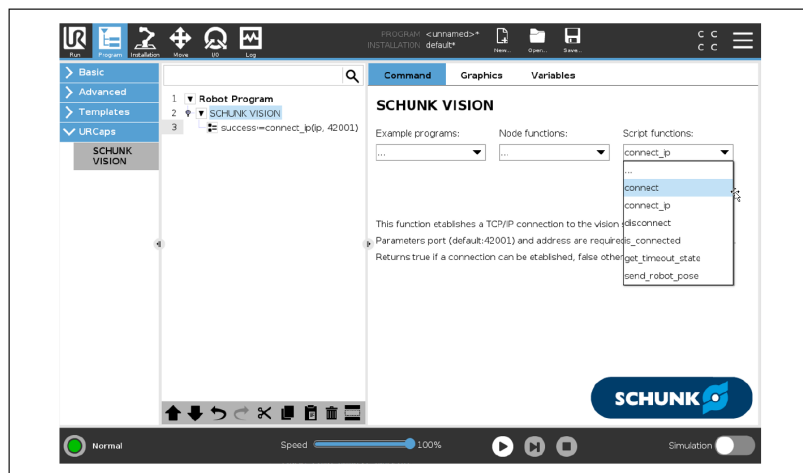 PROGRAM <unnamed>*
INSTALLATION default*
Run Program Installation Move I/O Log New... Open... Save...
C C
C C
Basic
Advanced
Templates
URCaps
SCHUNK
VISION
1 Robot Program
2 SCHUNK VISION
3 success:=connect_ip(ip, 42001)
Command Graphics Variables
SCHUNK VISION
Example programs: Node functions: Script functions:
... ... connect_ip
...
connect
connect_ip
disconnect
is_connected
get_timeout_state
send_robot_pose
This function etablishes a TCP/IP connection to the vision
Parameters port (default:42001) and address are required
Returns true if a connection can be etablished, false other
SCHUNK
Normal Speed 100% Simulation